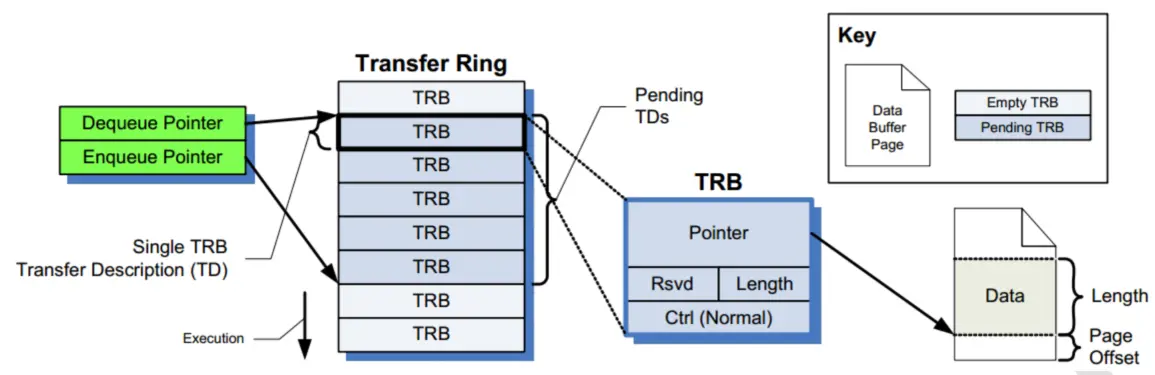 Transfer Ring
Dequeue Pointer
Enqueue Pointer
TRB
TRB
TRB
TRB
TRB
TRB
TRB
TRB
Single TRB
Transfer Description (TD)
Execution
Pending
TDs
TRB
Pointer
Rsvd
Length
Ctrl (Normal)
Key
Data
Buffer
Page
Empty TRB
Pending TRB
Data
Length
Page
Offset